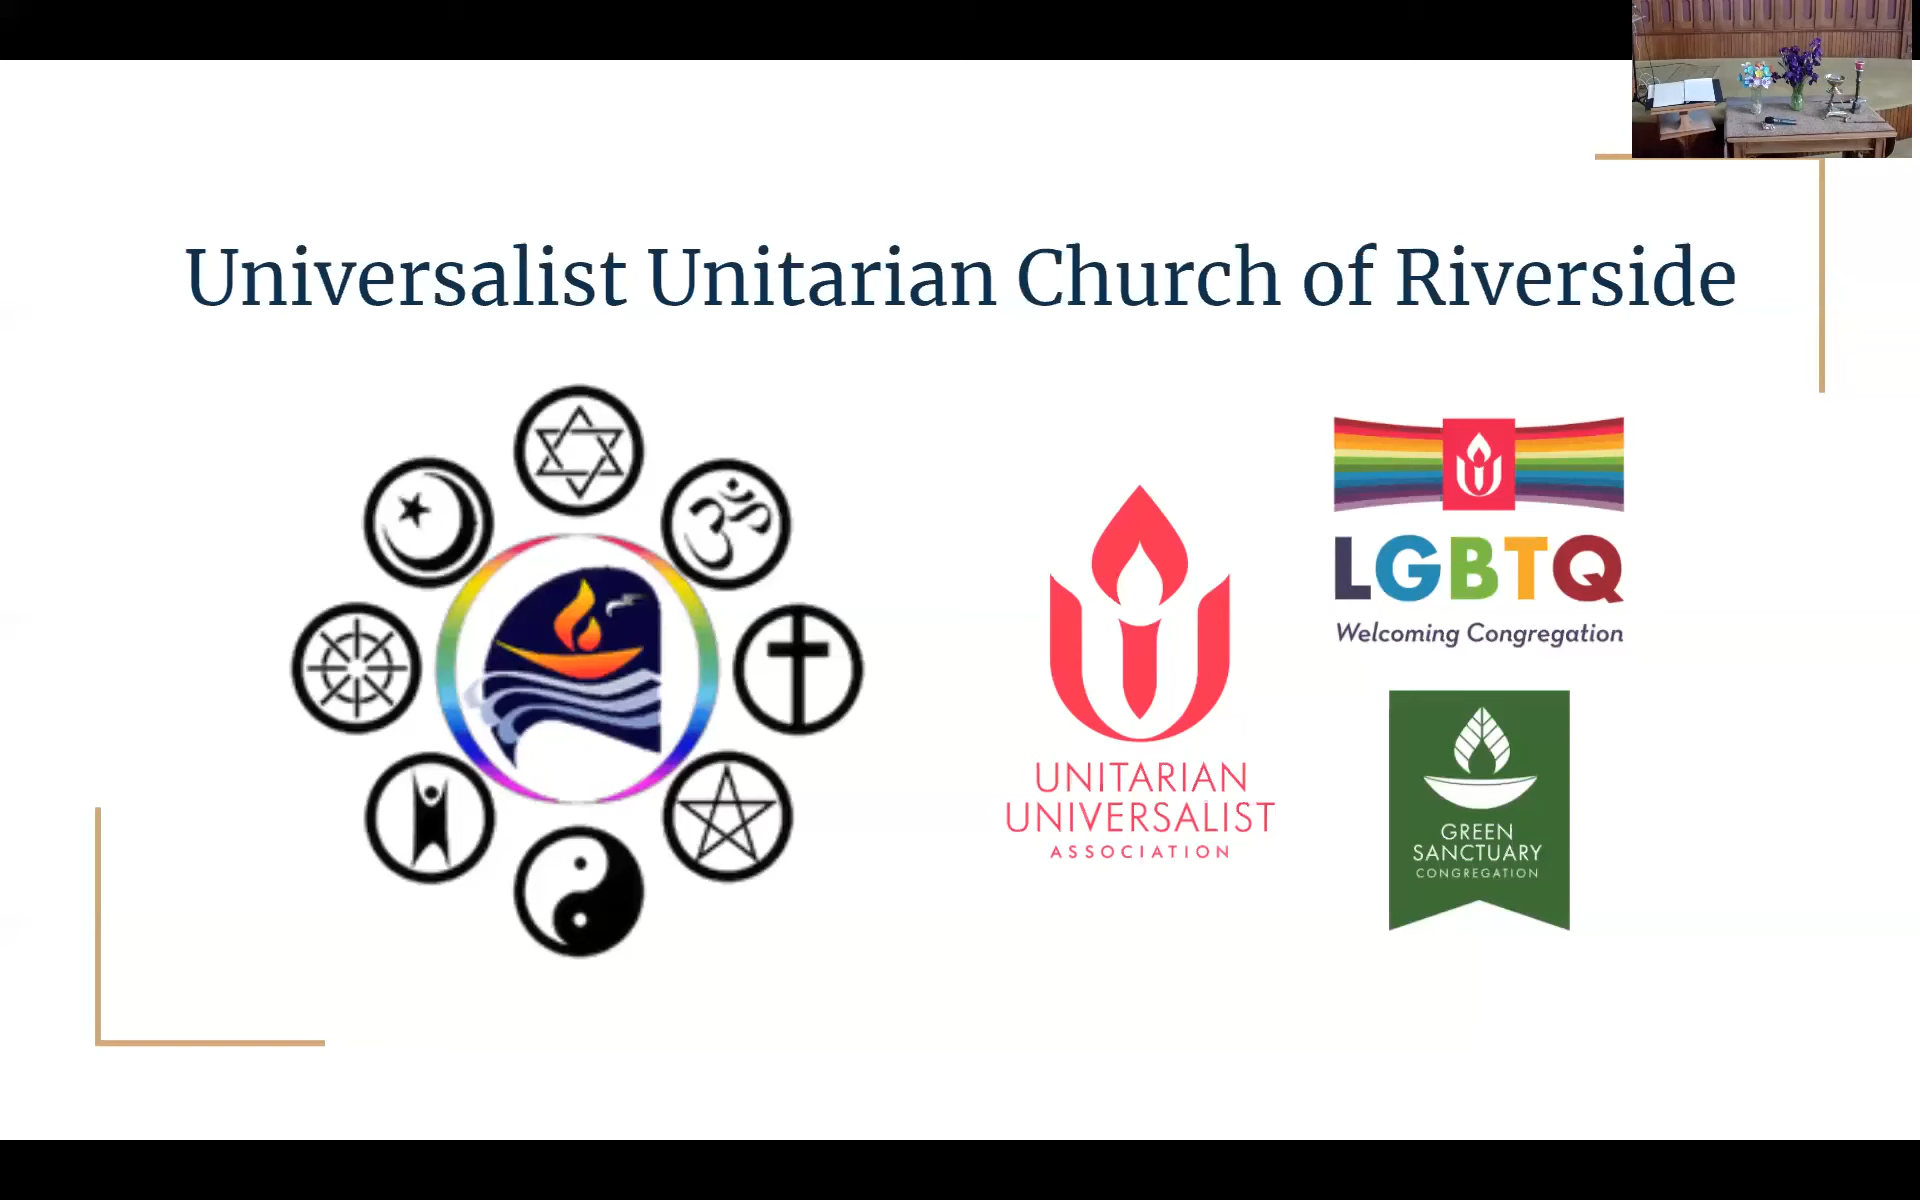 Universalist Unitarian Church of Riverside
UNITARIAN
UNIVERSALIST
ASSOCIATION
LGBTQ
Welcoming Congregation
GREEN
SANCTUARY
CONGREGATION